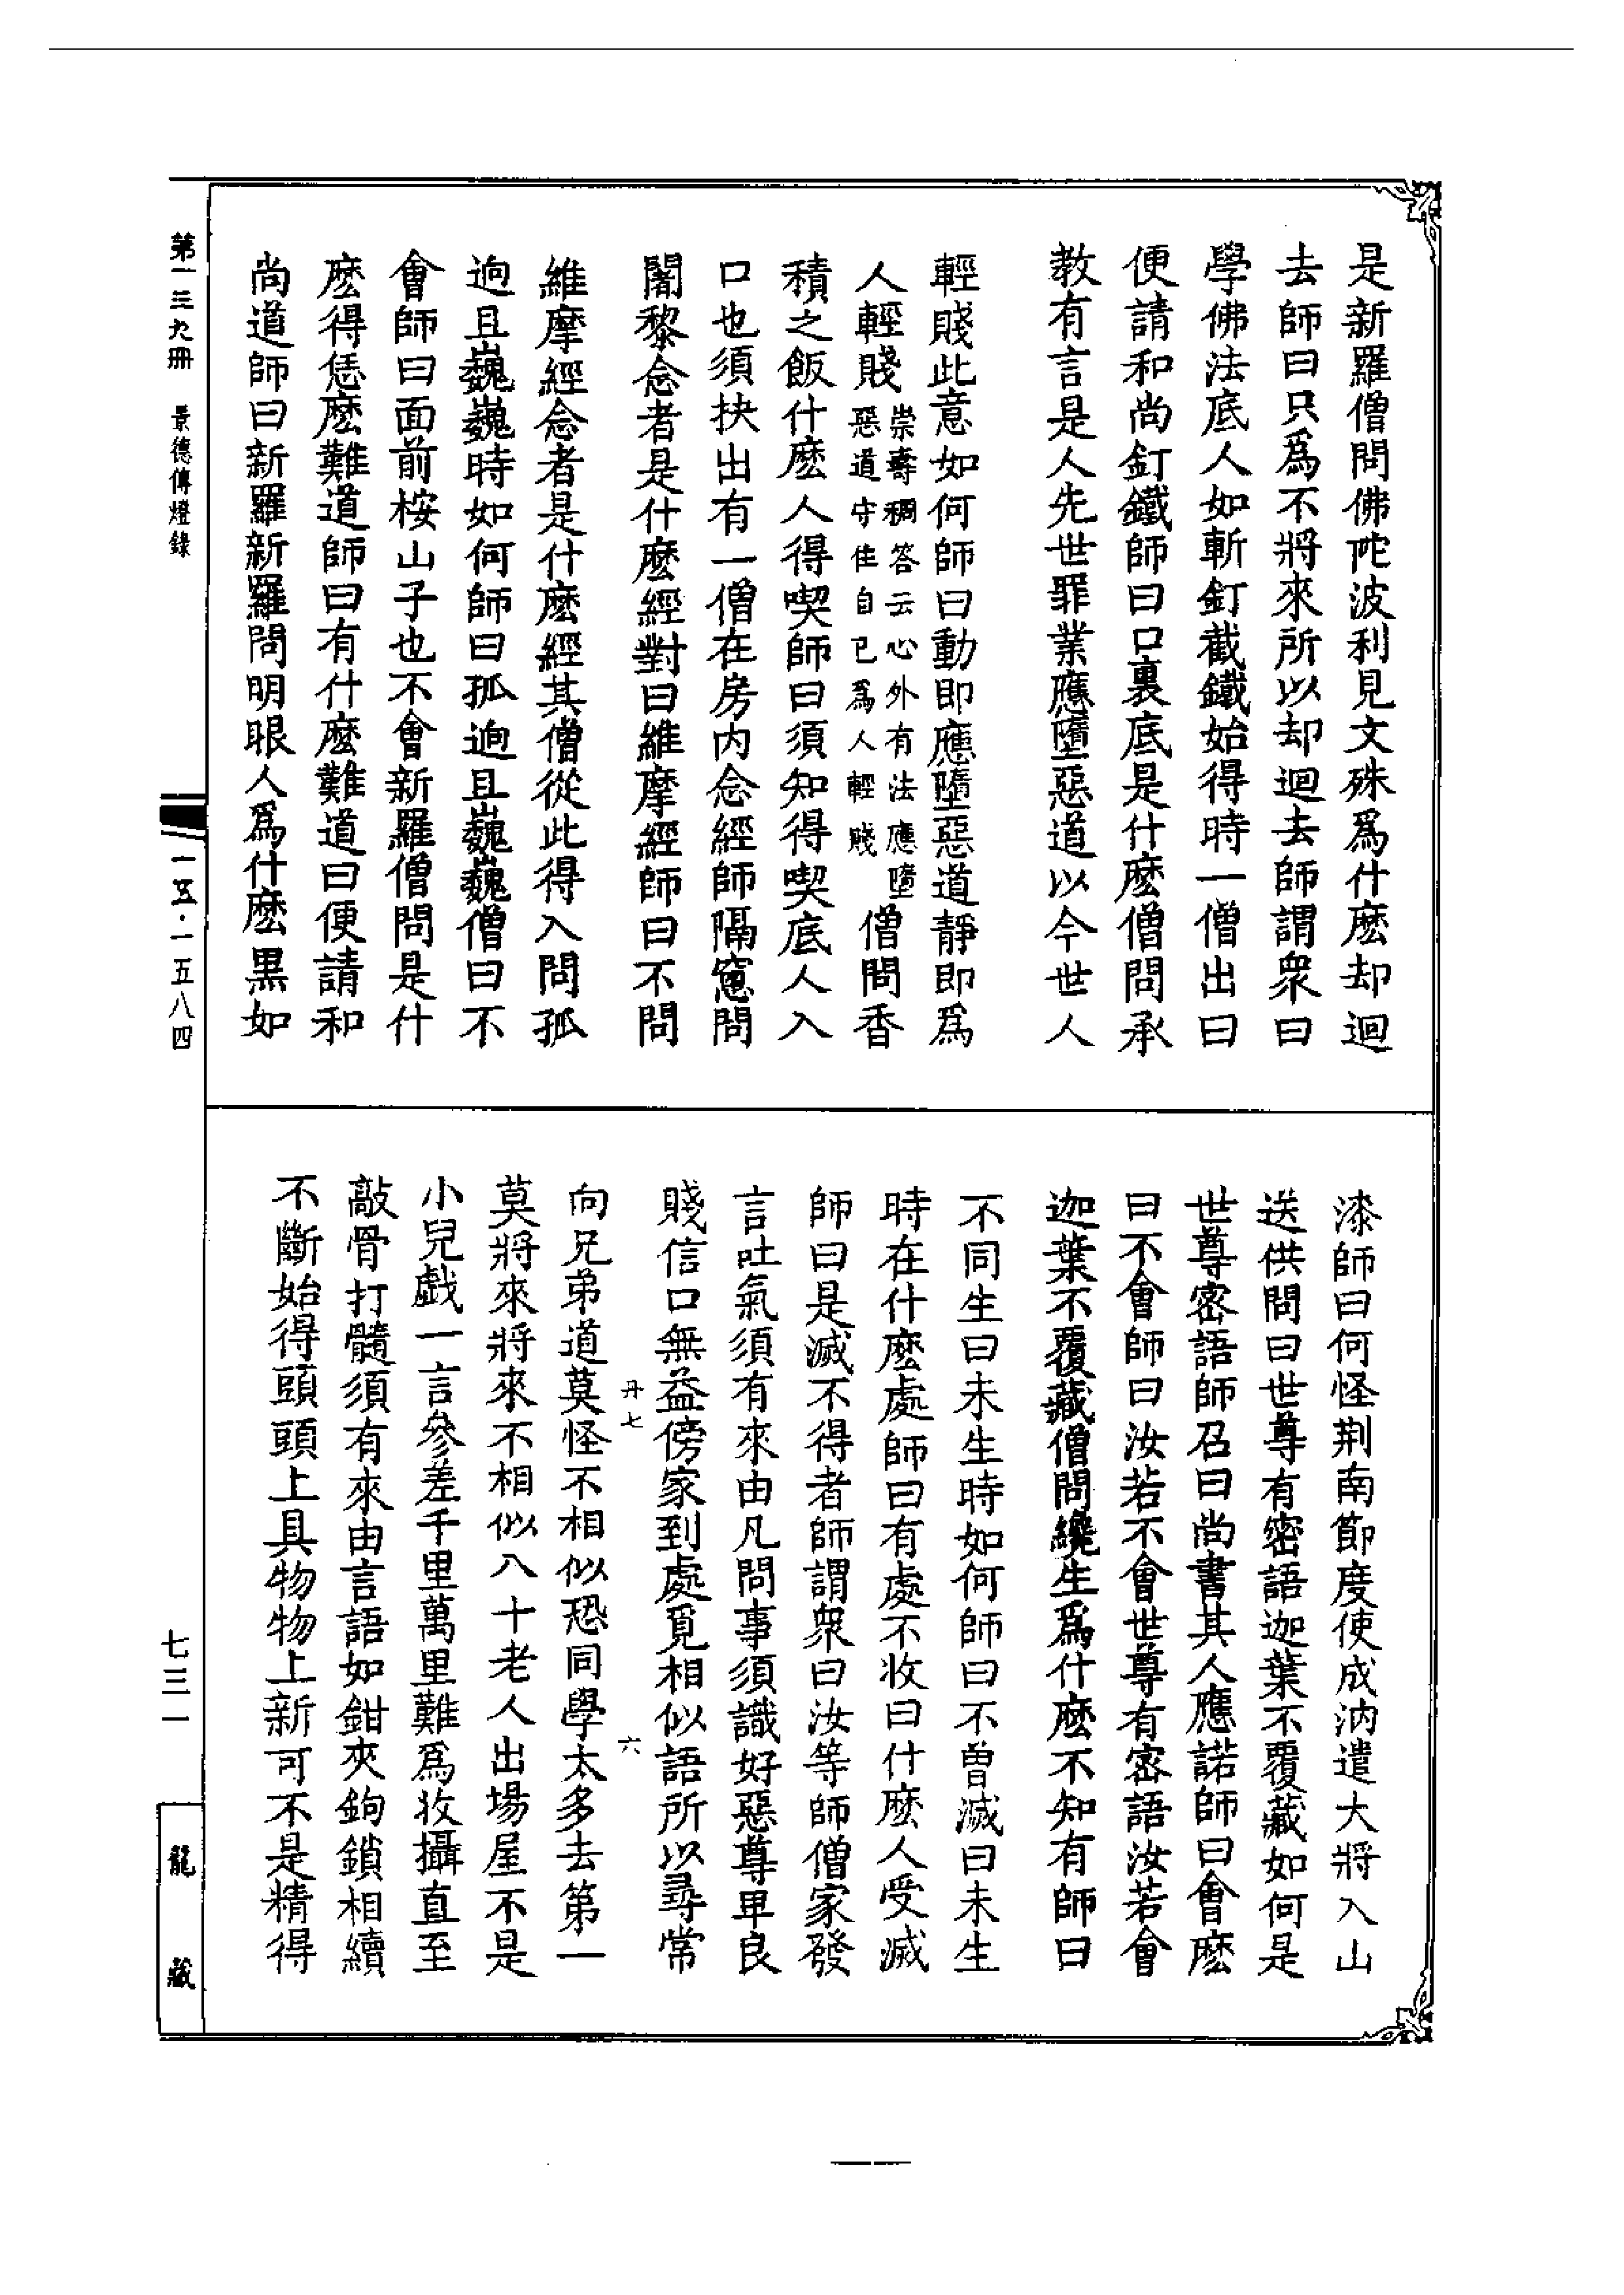 是新羅僧問佛陀波利見文殊爲什麽却迴
去師曰只爲不將來所以却迴去師謂衆曰
學佛法底人如斬釘截鐵始得時一僧出曰
便請和尚釘鐵師曰口裏底是什麽僧問承
教有言是人先世罪業應墮惡道以今世人
輕賤此意如何師曰動即應墮惡道靜即爲
人輕賤崇壽稠答云心外有法應墮惡道守住自已爲人輕賤僧問香
積之飯什麽人得喫師曰須知得喫底人入
口也須抉出有一僧在房内念經師隔窻問
闍黎念者是什麽經對曰維摩經師曰不問
維摩經念者是什麽經其僧從此得入問孤
逈且巍巍時如何師曰孤逈且巍巍僧曰不
會師曰面前桉山子也不會新羅僧問是什
麽得恁麽難道師曰有什麽難道曰便請和
尚道師曰新羅新羅問明眼人爲什麽黒如
漆師曰何怪荆南節度使成汭遣大將入山
送供問曰世尊有密語迦葉不覆藏如何是
世尊密語師召曰尚書其人應諾師曰會麽
曰不會師曰汝若不會世尊有密語汝若會
迦葉不覆藏僧問纔生爲什麽不知有師曰
不同生曰未生時如何師曰不曾滅曰未生
時在什麽處師曰有處不收曰什麽人受滅
師曰是滅不得者師謂衆曰汝等師僧家發
言吐氣須有來由凡問事須識好惡尊卑良
賤信口無益傍家到處覓相似語所以尋常
丹七
六
向兄弟道莫怪不相似恐同學太多去第一
莫將來將來不相似八十老人出場屋不是
小兒戲一言參差千里萬里難爲收攝直至
敲骨打髓須有來由言語如鉗夾鉤鎖相續
不斷始得頭頭上具物物上新可不是精得
第一三九冊 景德傳燈錄
一五·一五八四
七三一
龍藏